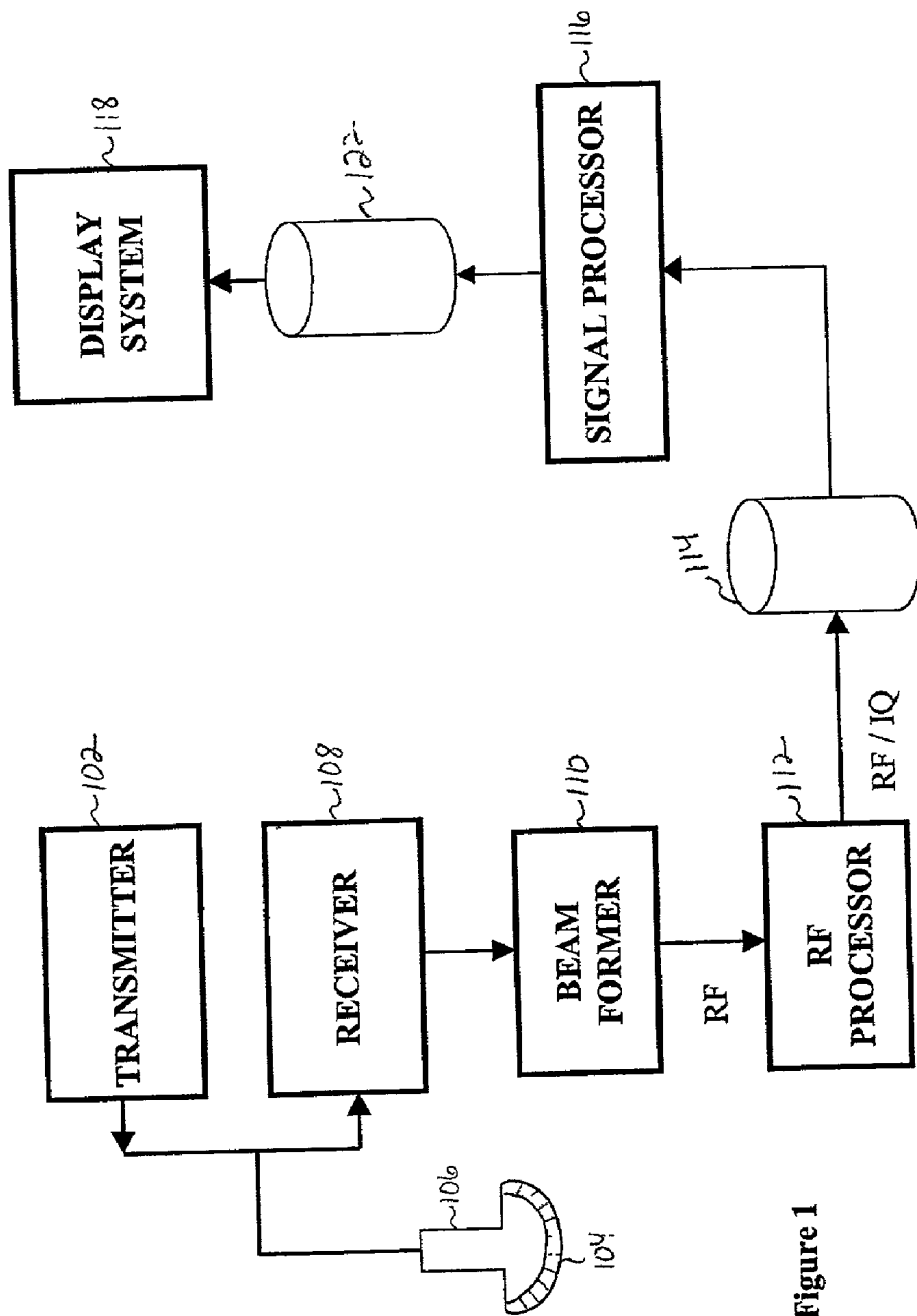 TRANSMITTER
102
RECEIVER
108
BEAM
FORMER
110
RF
RF
PROCESSOR
112
RF / IQ
106
104
114
SIGNAL PROCESSOR
116
122
DISPLAY
SYSTEM
118
Figure 1